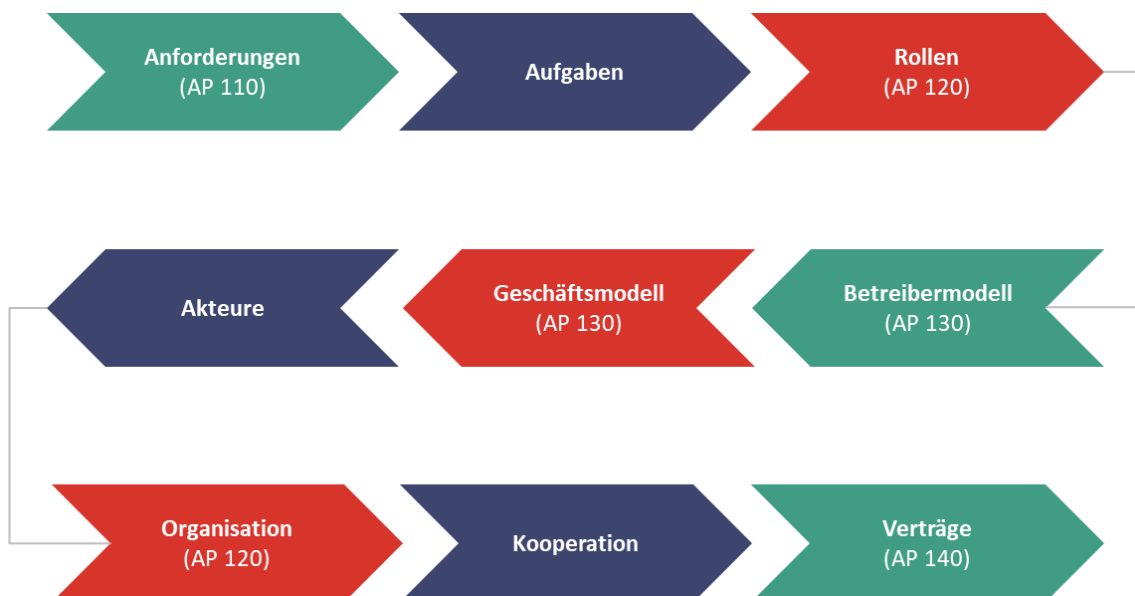 Anforderungen
(AP 110)
Aufgaben
Rollen
(AP 120)
Betreibermodell
(AP 130)
Geschäftsmodell
(AP 130)
Akteure
Organisation
(AP 120)
Kooperation
Verträge
(AP 140)